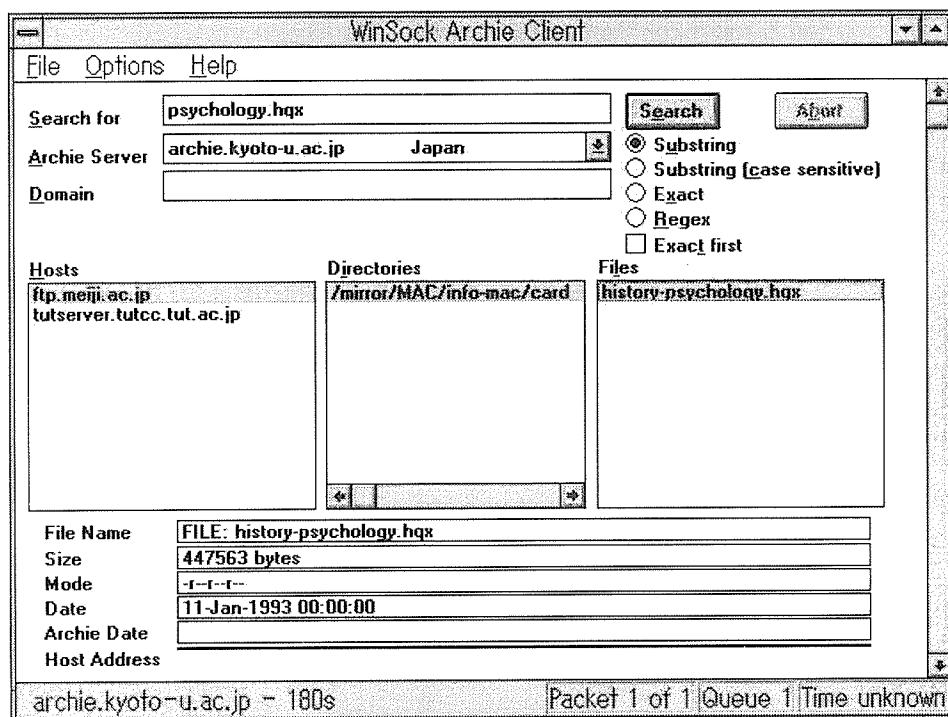 WinSock Archie Client
File Options Help
Search for psychology.hqx Search Abort
Archie Server archie.kyoto-u.ac.jp Japan
Domain
Substring
Substring (case sensitive)
Exact
Regex
Exact first
Hosts Directories Files
ftp.meiji.ac.jp /mirror/MAC/info-mac/card history-psychology.hqx
tutserver.tutcc.tut.ac.jp
File Name FILE: history-psychology.hqx
Size 447563 bytes
Mode -r--r--r--
Date 11-Jan-1993 00:00:00
Archie Date
Host Address
archie.kyoto-u.ac.jp - 180s Packet 1 of 1 Queue 1 Time unknown